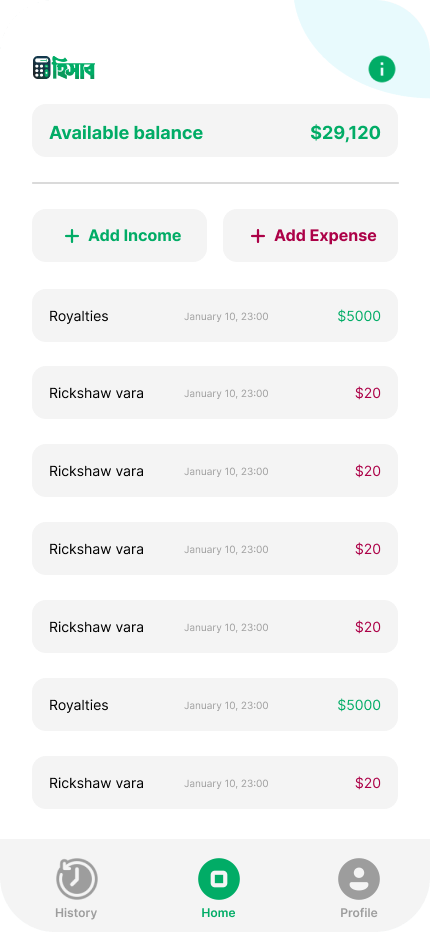 হিসাব
Available balance $29,120
+ Add Income + Add Expense
Royalties January 10, 23:00 $5000
Rickshaw vara January 10, 23:00 $20
Rickshaw vara January 10, 23:00 $20
Rickshaw vara January 10, 23:00 $20
Rickshaw vara January 10, 23:00 $20
Royalties January 10, 23:00 $5000
Rickshaw vara January 10, 23:00 $20
History Home Profile